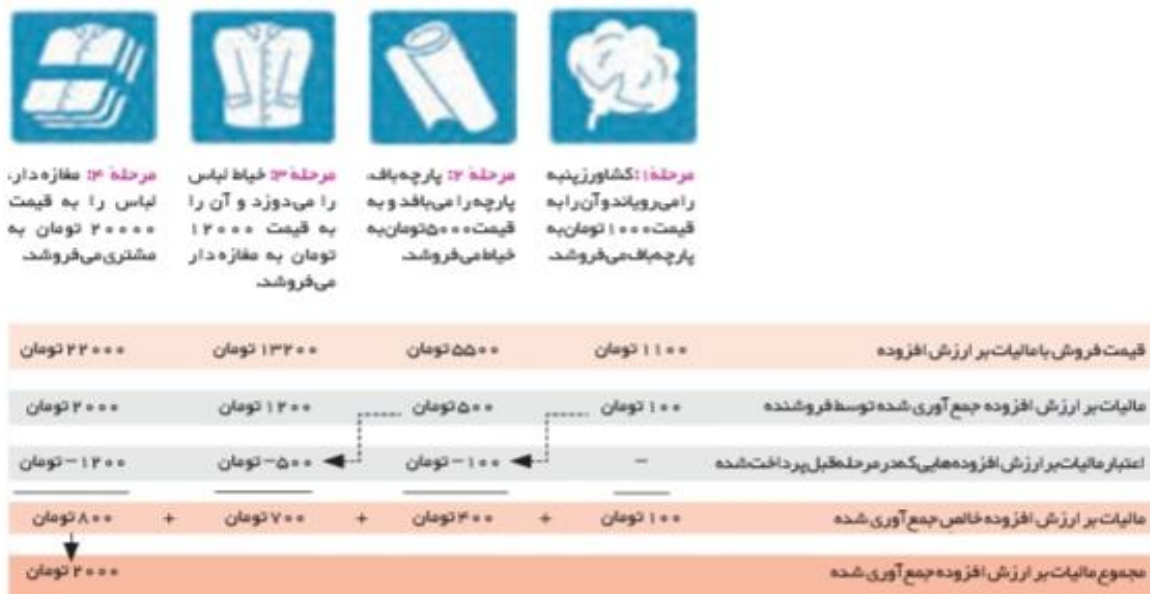 مرحلهٔ ۱: کشاورز پنبه
را می‌رویاند و آن را به
قیمت ۱۰۰۰ تومان به
پارچه‌باف می‌فروشد.
مرحلهٔ ۲: پارچه‌باف،
پارچه را می‌بافد و به
قیمت ۵۰۰۰ تومان به
خیاط می‌فروشد.
مرحلهٔ ۳: خیاط لباس
را می‌دوزد و آن را
به قیمت ۱۲۰۰۰
تومان به مغازه‌دار
می‌فروشد.
مرحلهٔ ۴: مغازه‌دار،
لباس را به قیمت
۲۰۰۰۰ تومان به
مشتری می‌فروشد.
قیمت فروش با مالیات بر ارزش افزوده ۱۱۰۰ تومان ۵۵۰۰ تومان ۱۳۲۰۰ تومان ۲۲۰۰۰ تومان
مالیات بر ارزش افزوده جمع‌آوری شده توسط فروشنده ۱۰۰ تومان ۵۰۰ تومان ۱۲۰۰ تومان ۲۰۰۰ تومان
اعتبار مالیات بر ارزش افزوده‌هایی که در مرحله قبل پرداخت شده – ۱۰۰– تومان ۵۰۰– تومان ۱۲۰۰– تومان
مالیات بر ارزش افزوده خالص جمع‌آوری شده ۱۰۰ تومان + ۴۰۰ تومان + ۷۰۰ تومان + ۸۰۰ تومان
مجموع مالیات بر ارزش افزوده جمع‌آوری شده ۲۰۰۰ تومان